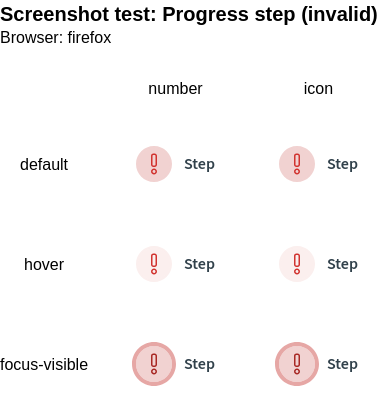 Screenshot test: Progress step (invalid)
Browser: firefox
number icon
default Step Step
hover Step Step
focus-visible Step Step